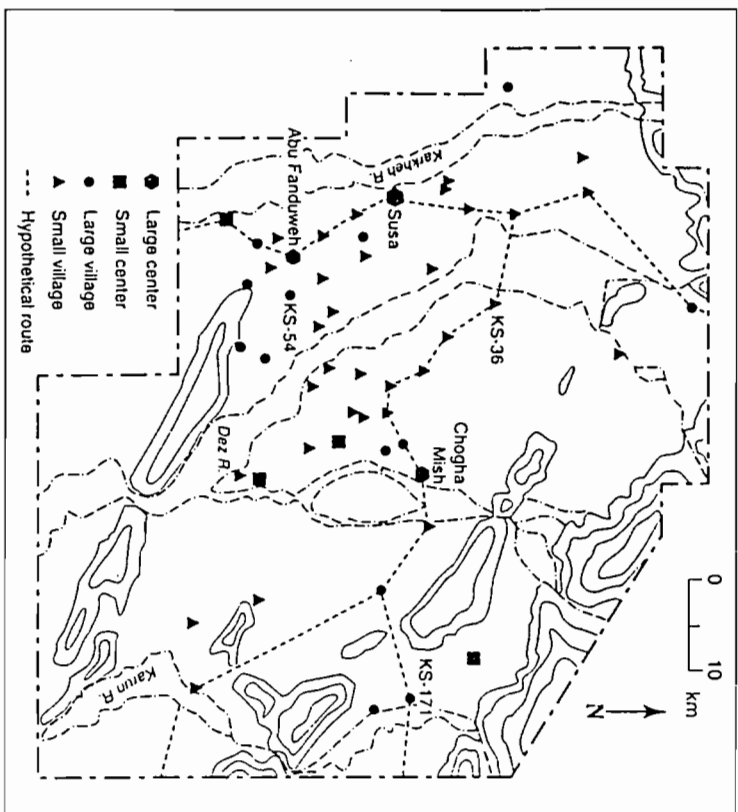 0 10
km
N
Karkheh R.
Susa
Abu Fanduweh
KS-36
KS-54
Chogha
Mish
Dez R.
KS-171
Karun R.
Large center
Small center
Large village
Small village
Hypothetical route